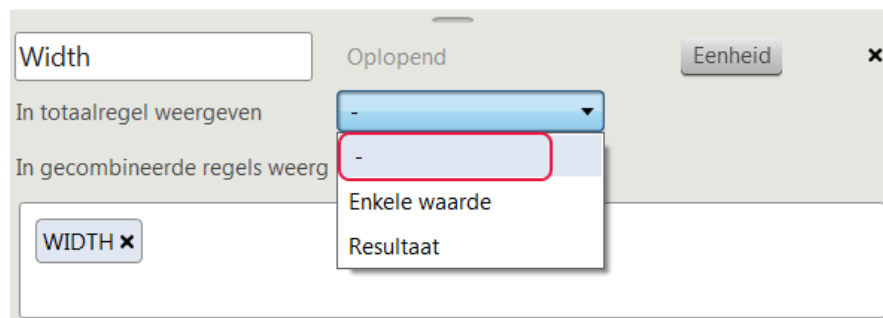 Width Oplopend Eenheid ×
In totaalregel weergeven -
In gecombineerde regels weerg -
Enkele waarde
WIDTH ×
Resultaat